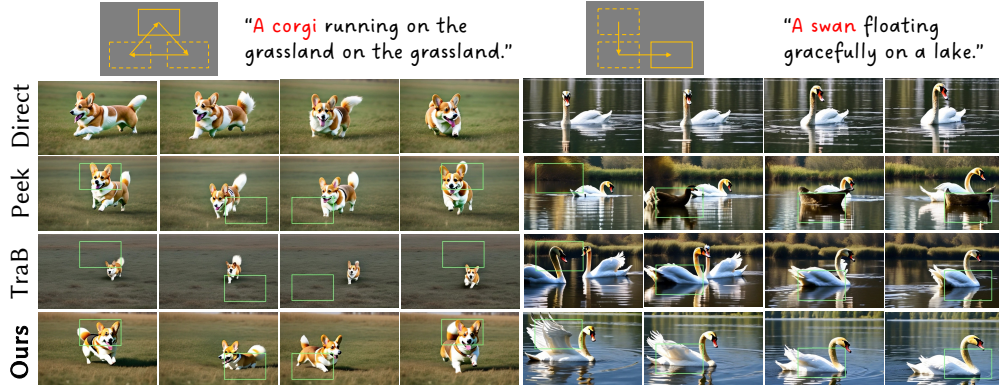 “A corgi running on the
grassland on the grassland.”
“A swan floating
gracefully on a lake.”
Direct
Peek
TraB
Ours